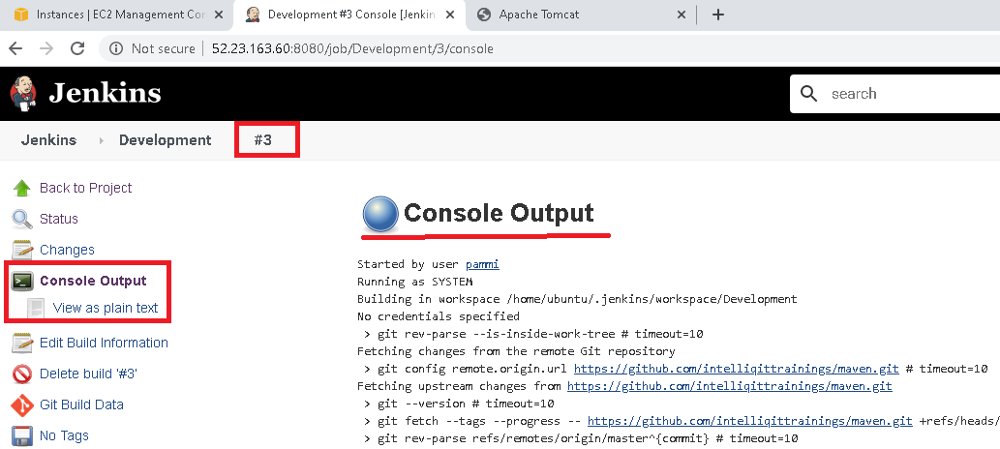 Instances | EC2 Management Con
Development #3 Console [Jenkin
Apache Tomcat
Not secure | 52.23.163.60:8080/job/Development/3/console
Jenkins
search
Jenkins
Development
#3
Back to Project
Status
Changes
Console Output
View as plain text
Edit Build Information
Delete build '#3'
Git Build Data
No Tags
Console Output
Started by user pammi
Running as SYSTEM
Building in workspace /home/ubuntu/.jenkins/workspace/Development
No credentials specified
> git rev-parse --is-inside-work-tree # timeout=10
Fetching changes from the remote Git repository
> git config remote.origin.url https://github.com/intelliqittrainings/maven.git # timeout=10
Fetching upstream changes from https://github.com/intelliqittrainings/maven.git
> git --version # timeout=10
> git fetch --tags --progress -- https://github.com/intelliqittrainings/maven.git +refs/heads/
> git rev-parse refs/remotes/origin/master^{commit} # timeout=10